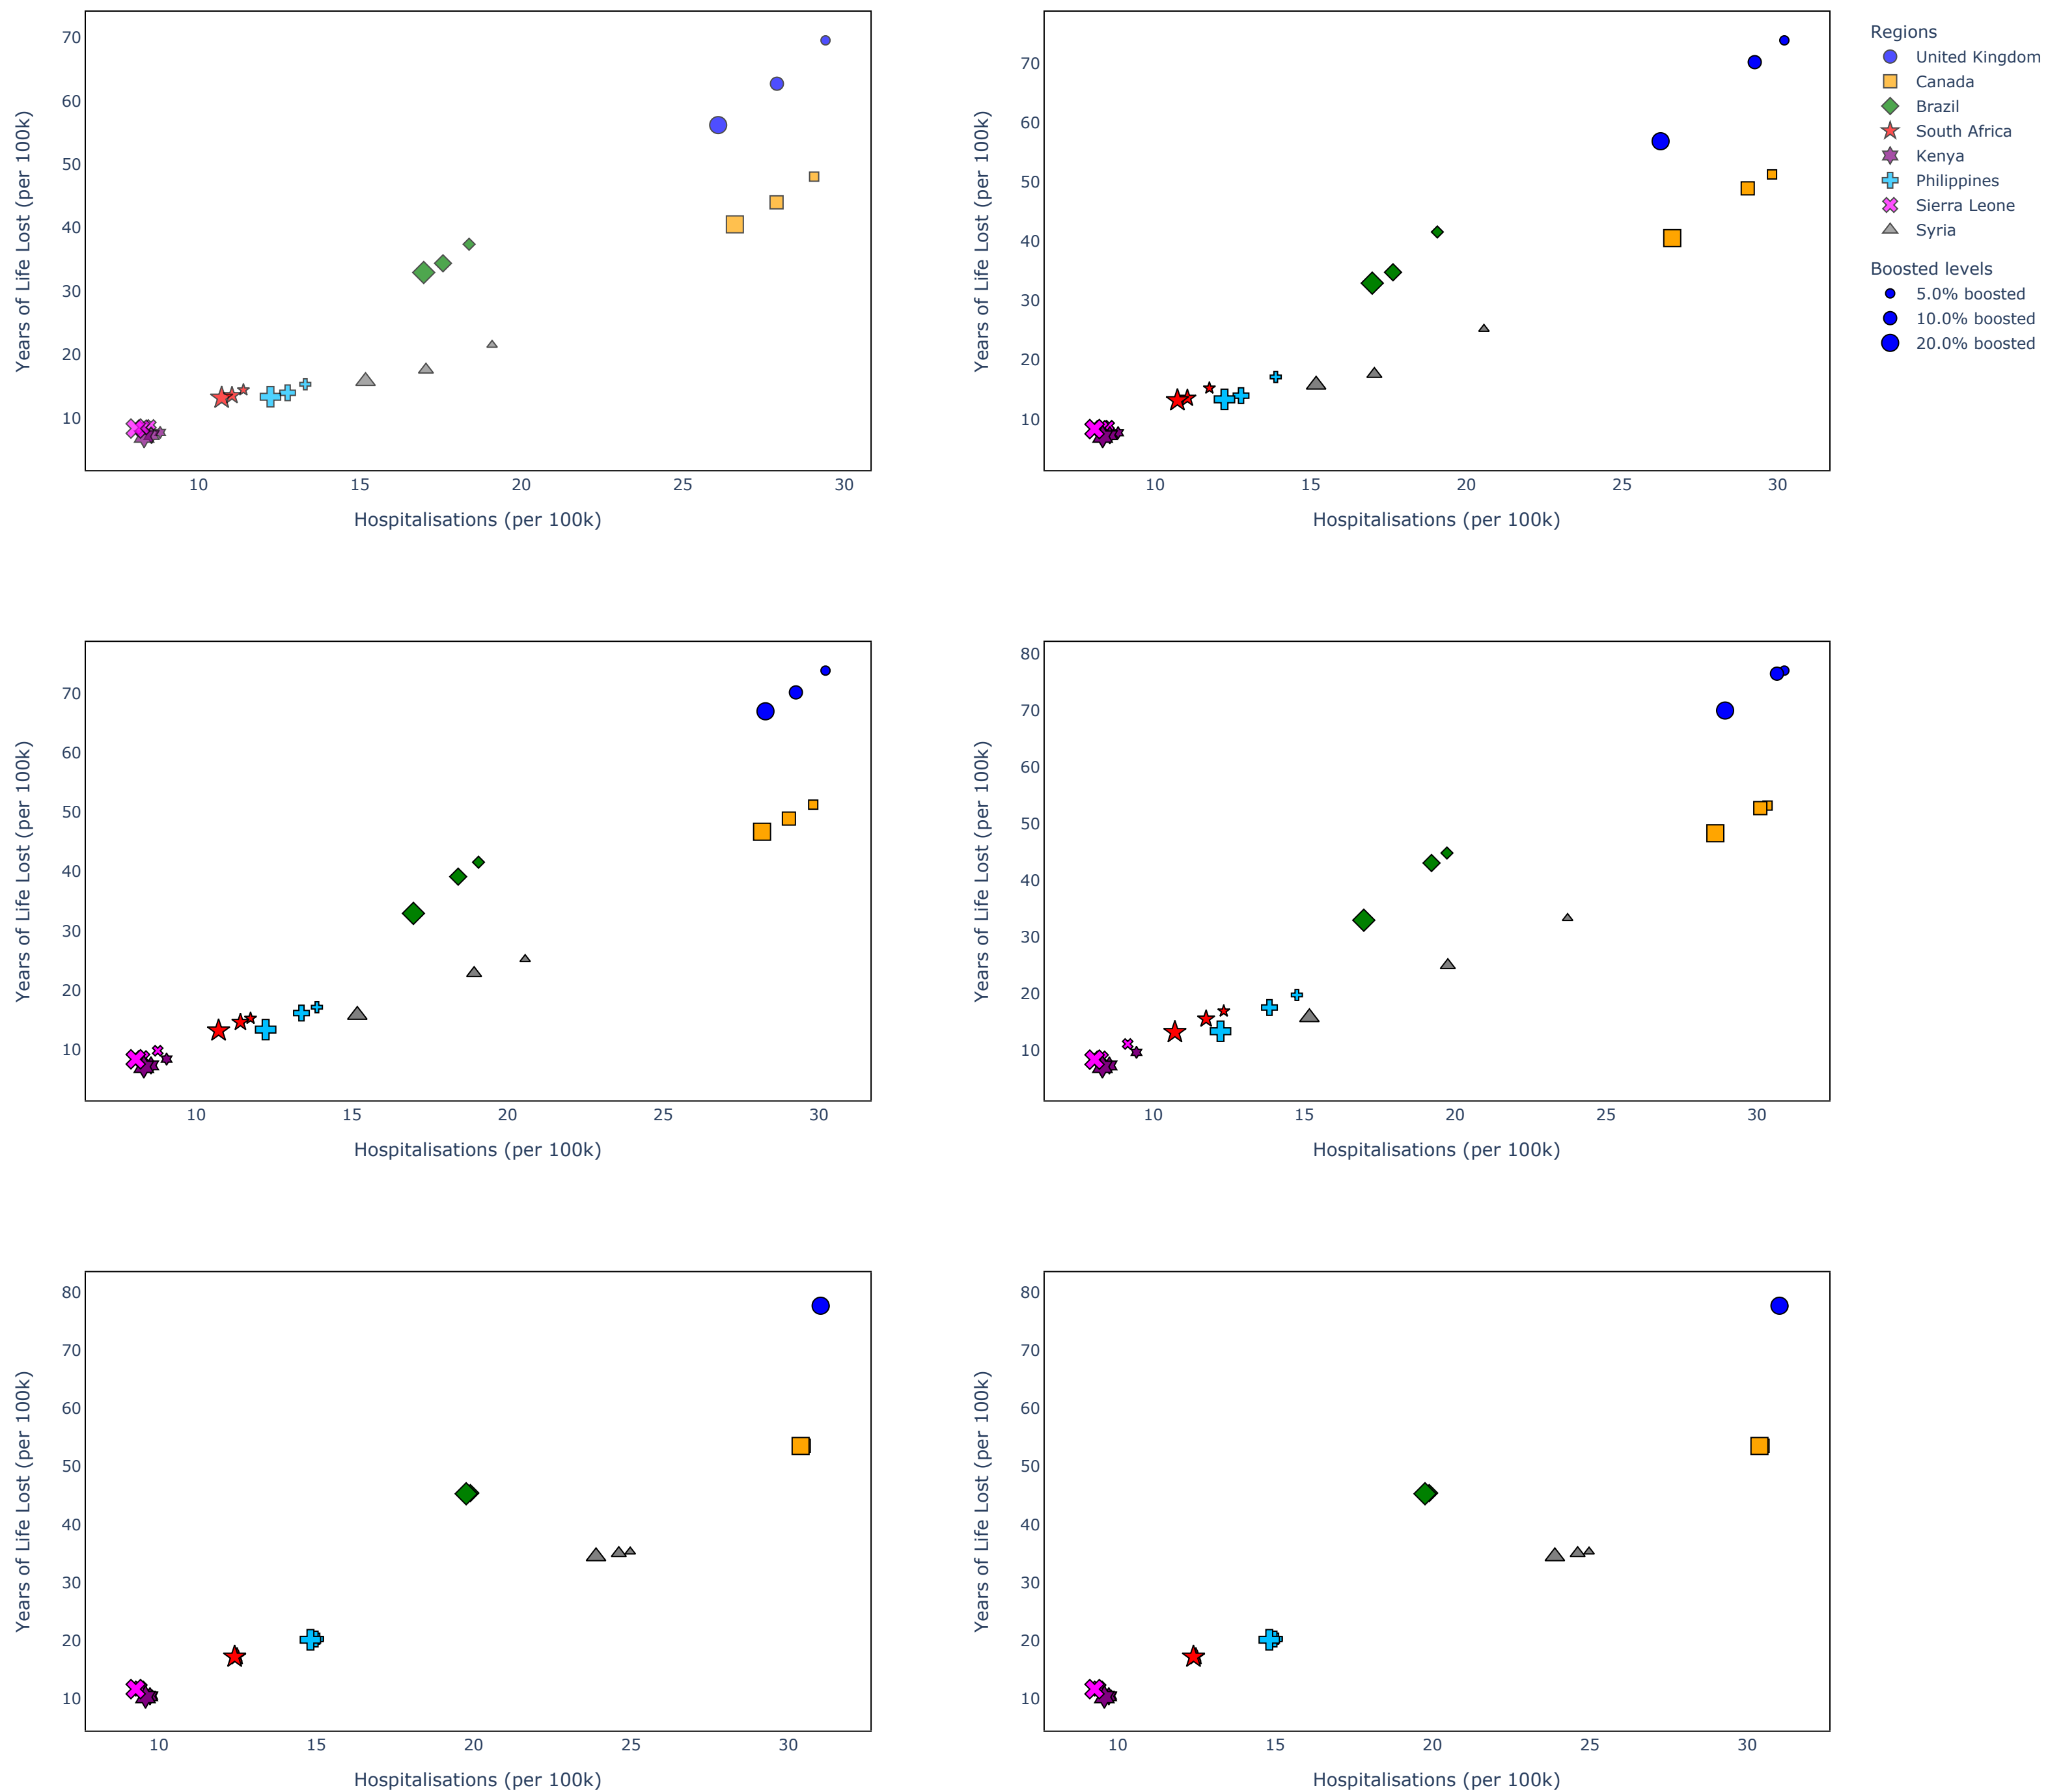 70
60
50
40
30
20
10
Years of Life Lost (per 100k)
10 15 20 25 30
Hospitalisations (per 100k)
70
60
50
40
30
20
10
Years of Life Lost (per 100k)
10 15 20 25 30
Hospitalisations (per 100k)
Regions
United Kingdom
Canada
Brazil
South Africa
Kenya
Philippines
Sierra Leone
Syria
Boosted levels
5.0% boosted
10.0% boosted
20.0% boosted
70
60
50
40
30
20
10
Years of Life Lost (per 100k)
10 15 20 25 30
Hospitalisations (per 100k)
80
70
60
50
40
30
20
10
Years of Life Lost (per 100k)
10 15 20 25 30
Hospitalisations (per 100k)
80
70
60
50
40
30
20
10
Years of Life Lost (per 100k)
10 15 20 25 30
Hospitalisations (per 100k)
80
70
60
50
40
30
20
10
Years of Life Lost (per 100k)
10 15 20 25 30
Hospitalisations (per 100k)